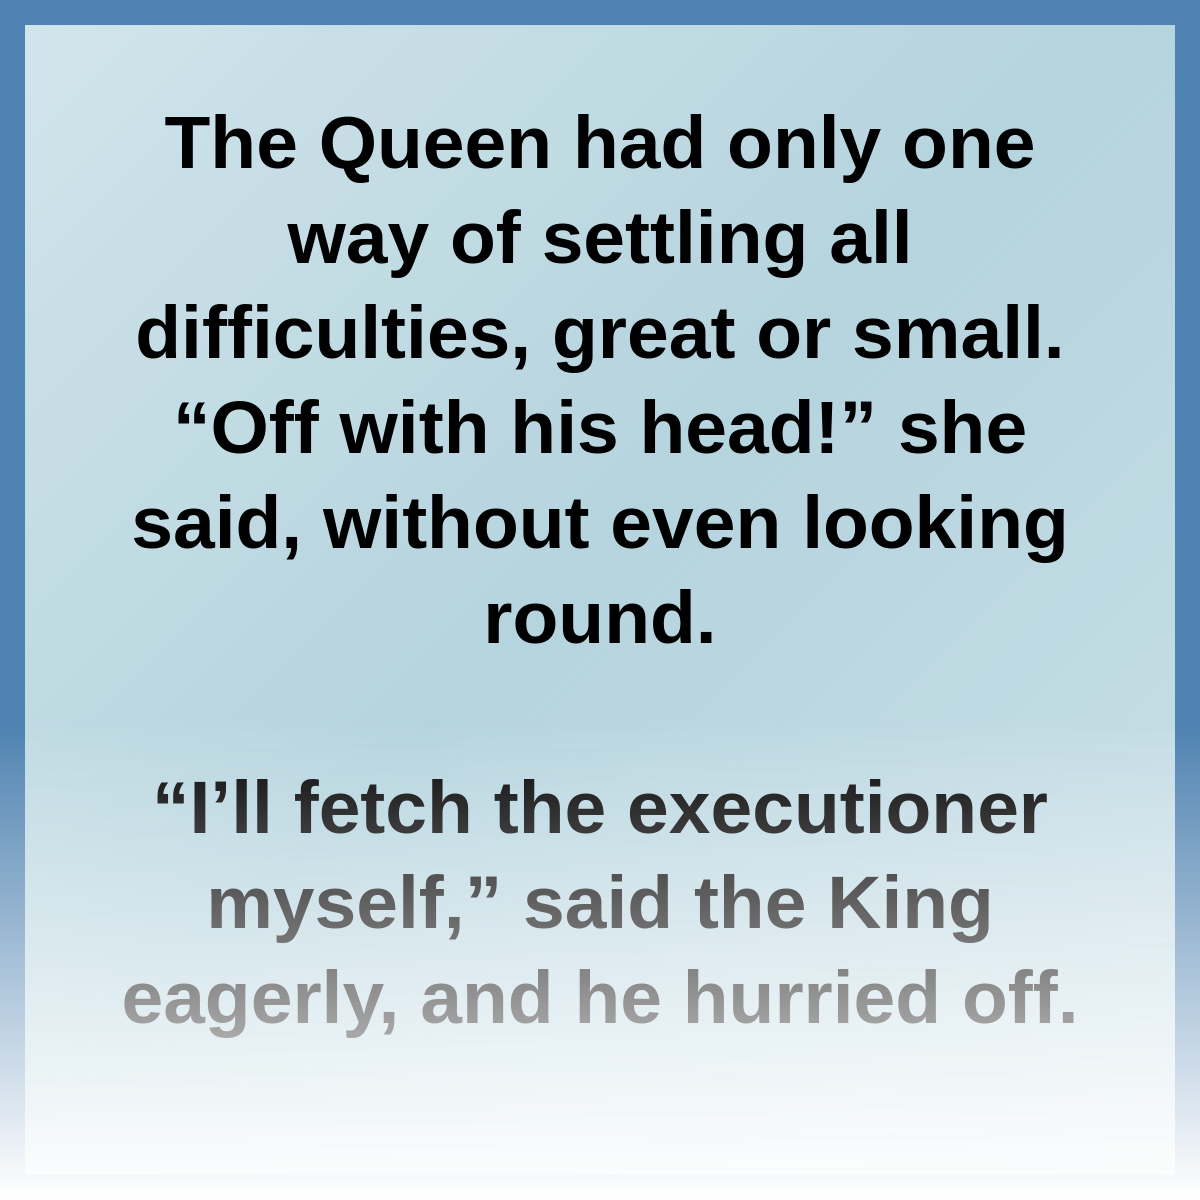 The Queen had only one
way of settling all
difficulties, great or small.
“Off with his head!” she
said, without even looking
round.
“I’ll fetch the executioner
myself,” said the King
eagerly, and he hurried off.